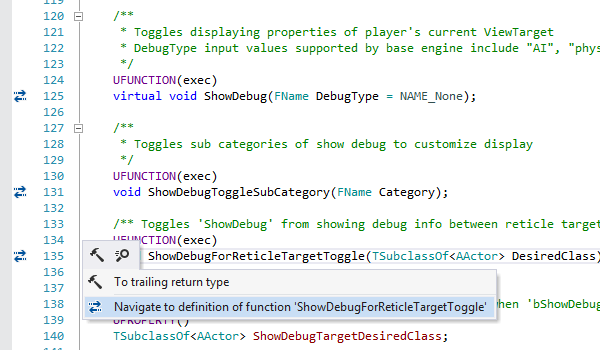 119
120 /**
121 * Toggles displaying properties of player's current ViewTarget
122 * DebugType input values supported by base engine include "AI", "phys
123 */
124 UFUNCTION(exec)
125 virtual void ShowDebug(FName DebugType = NAME_None);
126
127 /**
128 * Toggles sub categories of show debug to customize display
129 */
130 UFUNCTION(exec)
131 void ShowDebugToggleSubCategory(FName Category);
132
133 /** Toggles 'ShowDebug' from showing debug info between reticle target
134 UFUNCTION(exec)
135 ShowDebugForReticleTargetToggle(TSubclassOf<AActor> DesiredClass)
136
To trailing return type
137
Navigate to definition of function 'ShowDebugForReticleTargetToggle'
138 hen 'bShowDebug
139 UPROPERTY()
140 TSubclassOf<AActor> ShowDebugTargetDesiredClass;